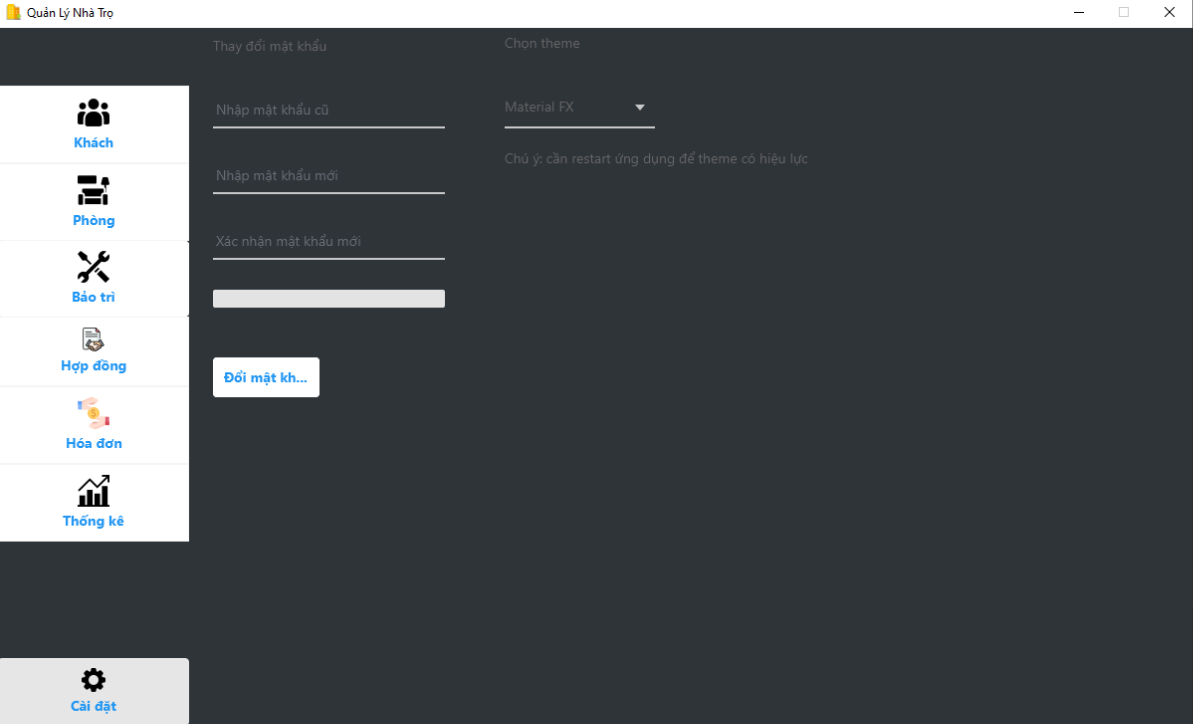 Quản Lý Nhà Trọ
Khách
Phòng
Bảo trì
Hợp đồng
Hóa đơn
Thống kê
Cài đặt
Thay đổi mật khẩu
Nhập mật khẩu cũ
Nhập mật khẩu mới
Xác nhận mật khẩu mới
Đổi mật kh...
Chọn theme
Material FX
Chú ý: cần restart ứng dụng để theme có hiệu lực